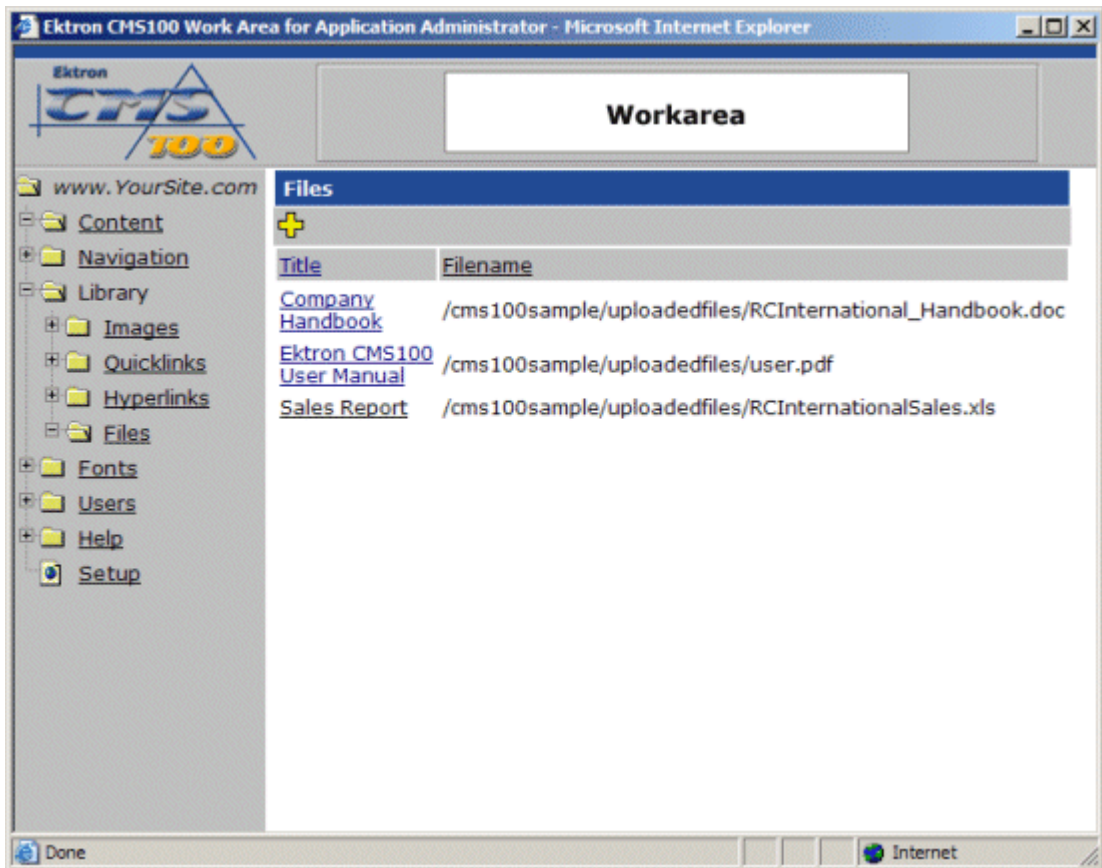 Ektron CMS100 Work Area for Application Administrator - Microsoft Internet Explorer
Ektron
CMS
100
Workarea
www.YourSite.com
Content
Navigation
Library
Images
Quicklinks
Hyperlinks
Files
Fonts
Users
Help
Setup
Files
Title Filename
Company
Handbook
/cms100sample/uploadedfiles/RCInternational_Handbook.doc
Ektron CMS100
User Manual
/cms100sample/uploadedfiles/user.pdf
Sales Report /cms100sample/uploadedfiles/RCInternationalSales.xls
Done
Internet